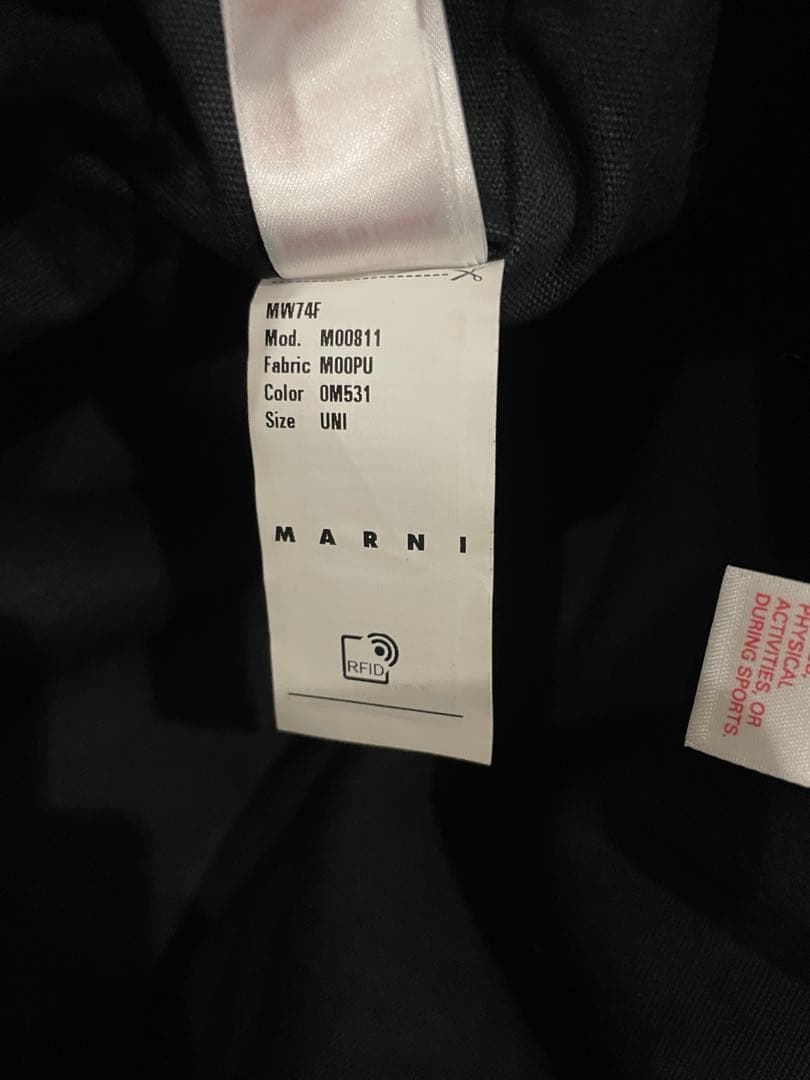 MW74F
Mod. M00811
Fabric M00PU
Color 0M531
Size UNI
MARNI
RFID
PHYSICAL
ACTIVITIES, OR
DURING SPORTS.